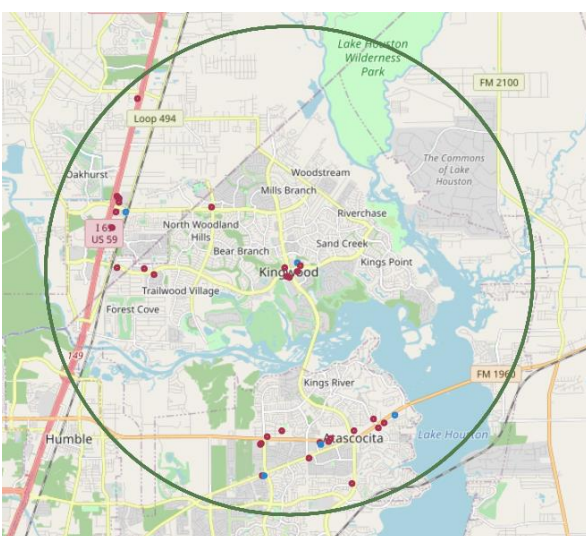 Lake Houston
Wilderness
Park
FM 2100
Loop 494
The Commons
of Lake
Houston
Oakhurst
Woodstream
Mills Branch
Riverchase
North Woodland
Hills
I 69
US 59
Sand Creek
Bear Branch
Kings Point
Kingwood
Trailwood Village
Forest Cove
149
Kings River
FM 1960
Humble
Atascocita
Lake Houston